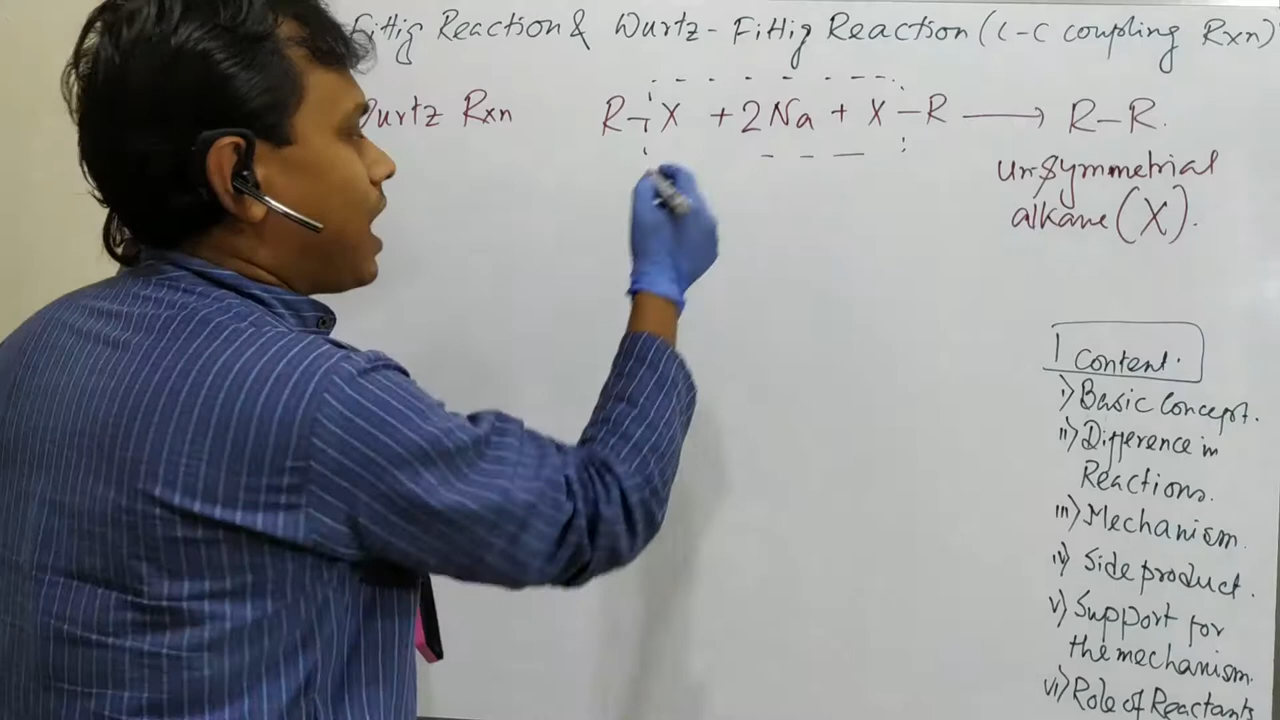 Fittig Reaction & Wurtz-Fittig Reaction (C-C coupling Rxn)
Wurtz Rxn R-X + 2Na + X-R → R-R.
unsymmetrial
alkane (X).
Content.
i) Basic Concept.
ii) Difference in
Reactions.
iii) Mechanism.
iv) Side product.
v) Support for
the mechanism.
vi) Role of Reactants